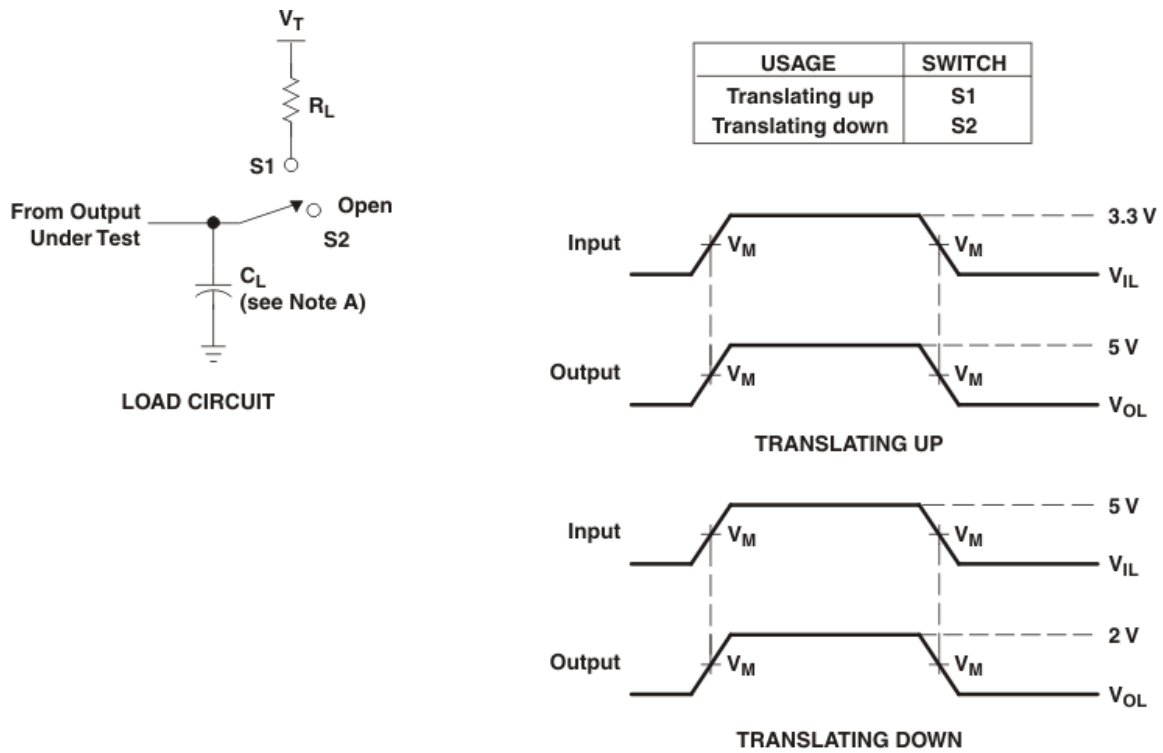 V_T
R_L
S1
Open
From Output
Under Test
S2
C_L
(see Note A)
LOAD CIRCUIT
USAGE SWITCH
Translating up S1
Translating down S2
3.3 V
Input V_M V_M
V_IL
5 V
Output V_M V_M
V_OL
TRANSLATING UP
5 V
Input V_M V_M
V_IL
2 V
Output V_M V_M
V_OL
TRANSLATING DOWN